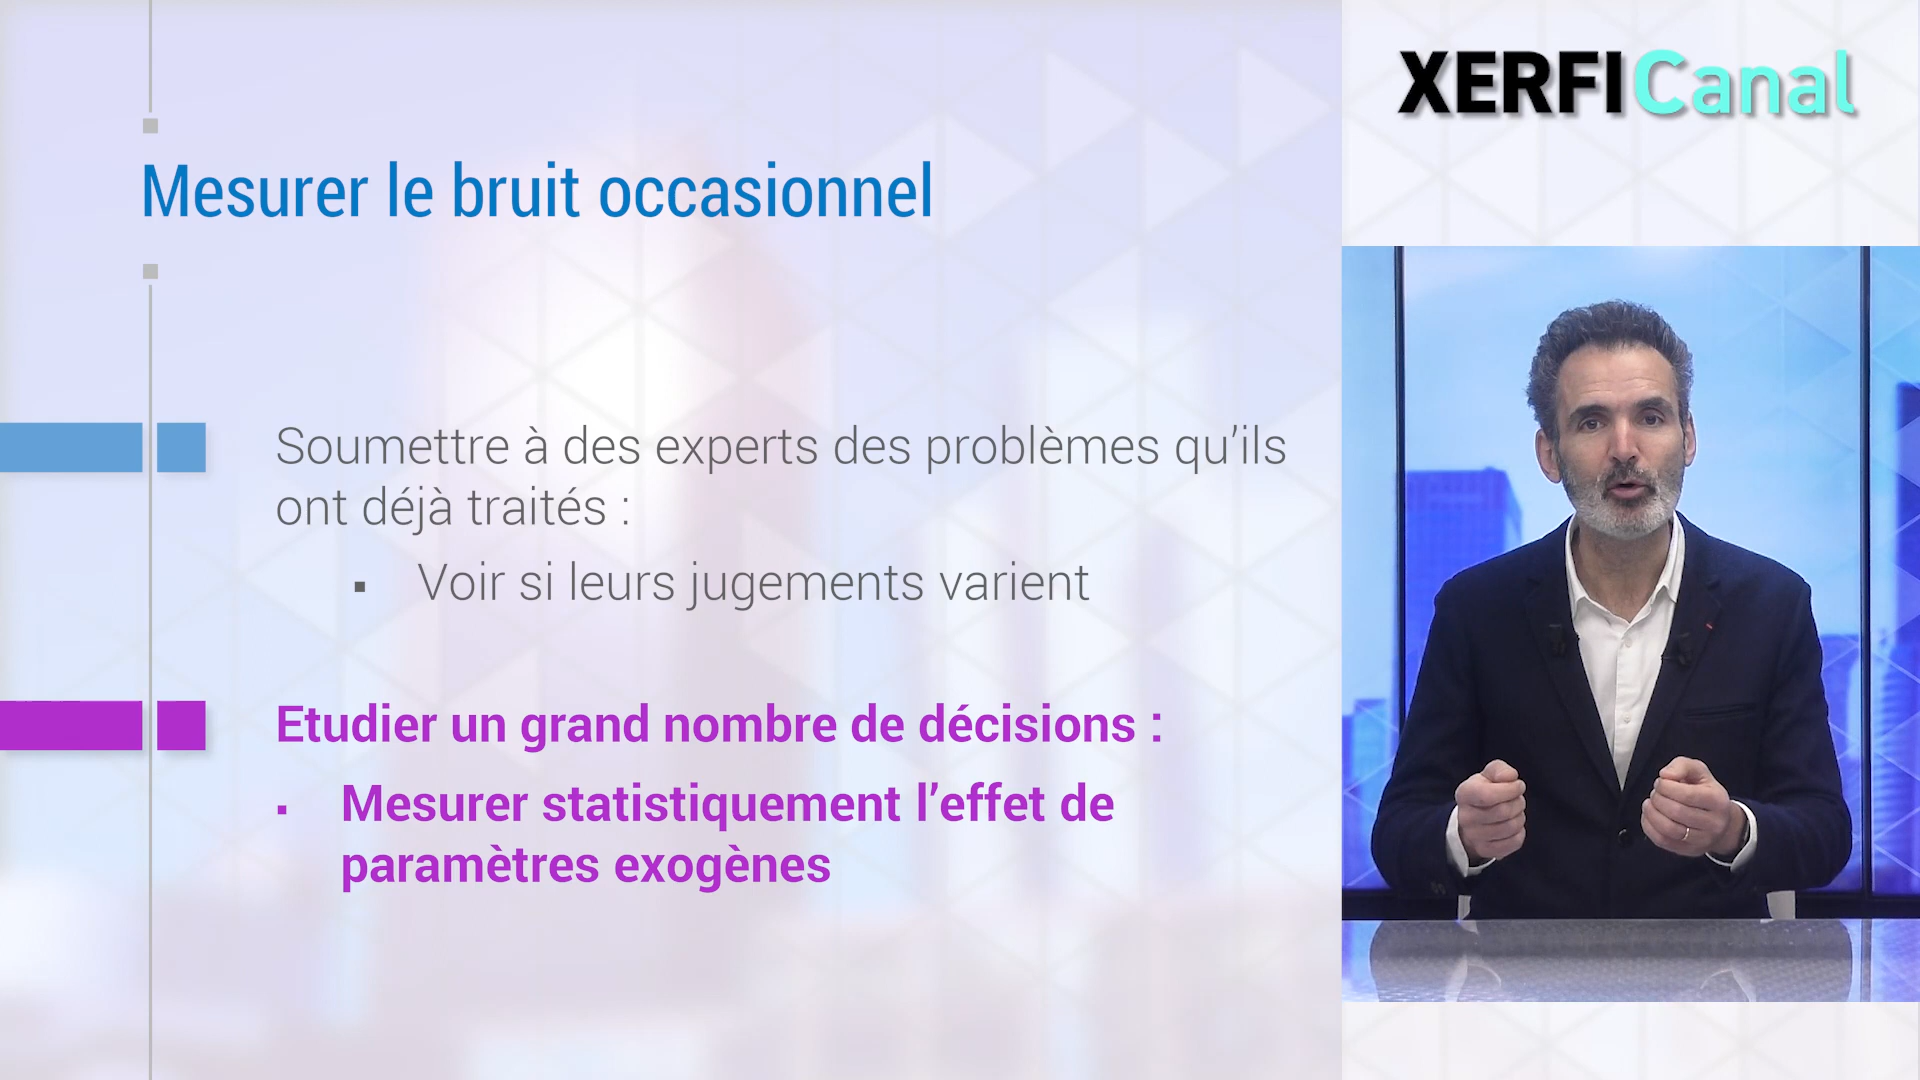 XERFI Canal
Mesurer le bruit occasionnel
Soumettre à des experts des problèmes qu’ils
ont déjà traités :
▪ Voir si leurs jugements varient
Etudier un grand nombre de décisions :
▪ Mesurer statistiquement l’effet de
paramètres exogènes